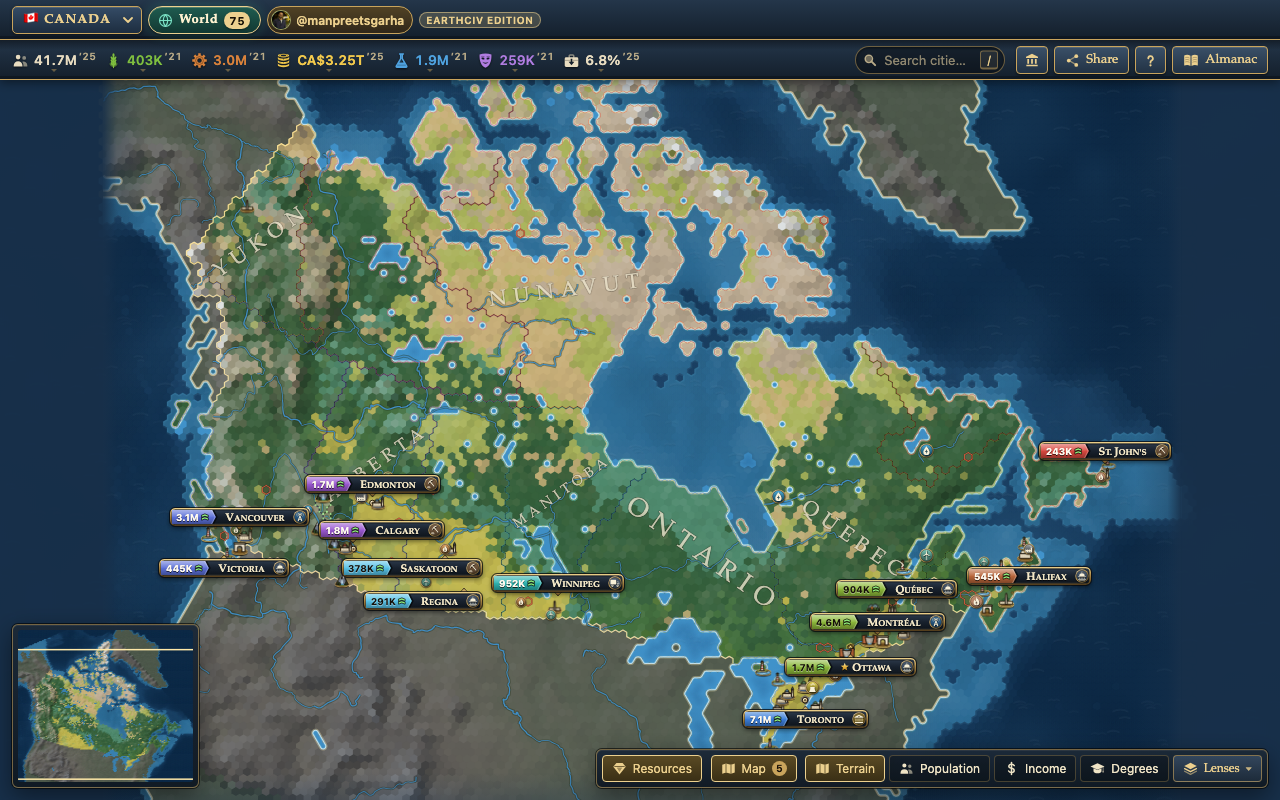 CANADA
World 75
@manpreetsgarha
EARTHCIV EDITION
41.7M '25
403K '21
3.0M '21
CA$3.25T '25
1.9M '21
259K '21
6.8% '25
Search citie... /
Share
?
Almanac
YUKON
NUNAVUT
ALBERTA
MANITOBA
ONTARIO
QUEBEC
243K ST. JOHN'S
1.7M EDMONTON
3.1M VANCOUVER
1.8M CALGARY
445K VICTORIA
378K SASKATOON
952K WINNIPEG
545K HALIFAX
291K REGINA
904K QUÉBEC
4.6M MONTRÉAL
1.7M ★ OTTAWA
7.1M TORONTO
Resources
Map 5
Terrain
Population
$ Income
Degrees
Lenses